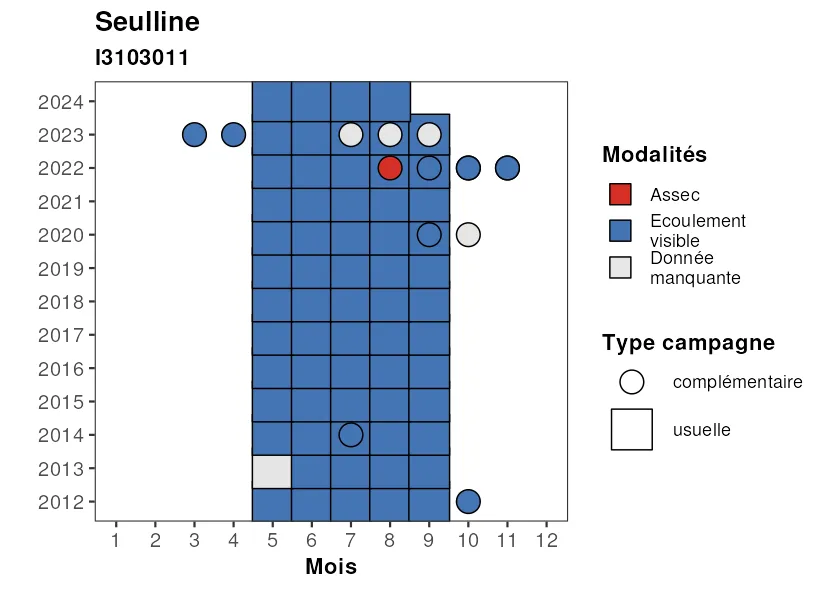 Seulline
I3103011
2024
2023
2022
2021
2020
2019
2018
2017
2016
2015
2014
2013
2012
1 2 3 4 5 6 7 8 9 10 11 12
Mois
Modalités
Assec
Ecoulement
visible
Donnée
manquante
Type campagne
complémentaire
usuelle